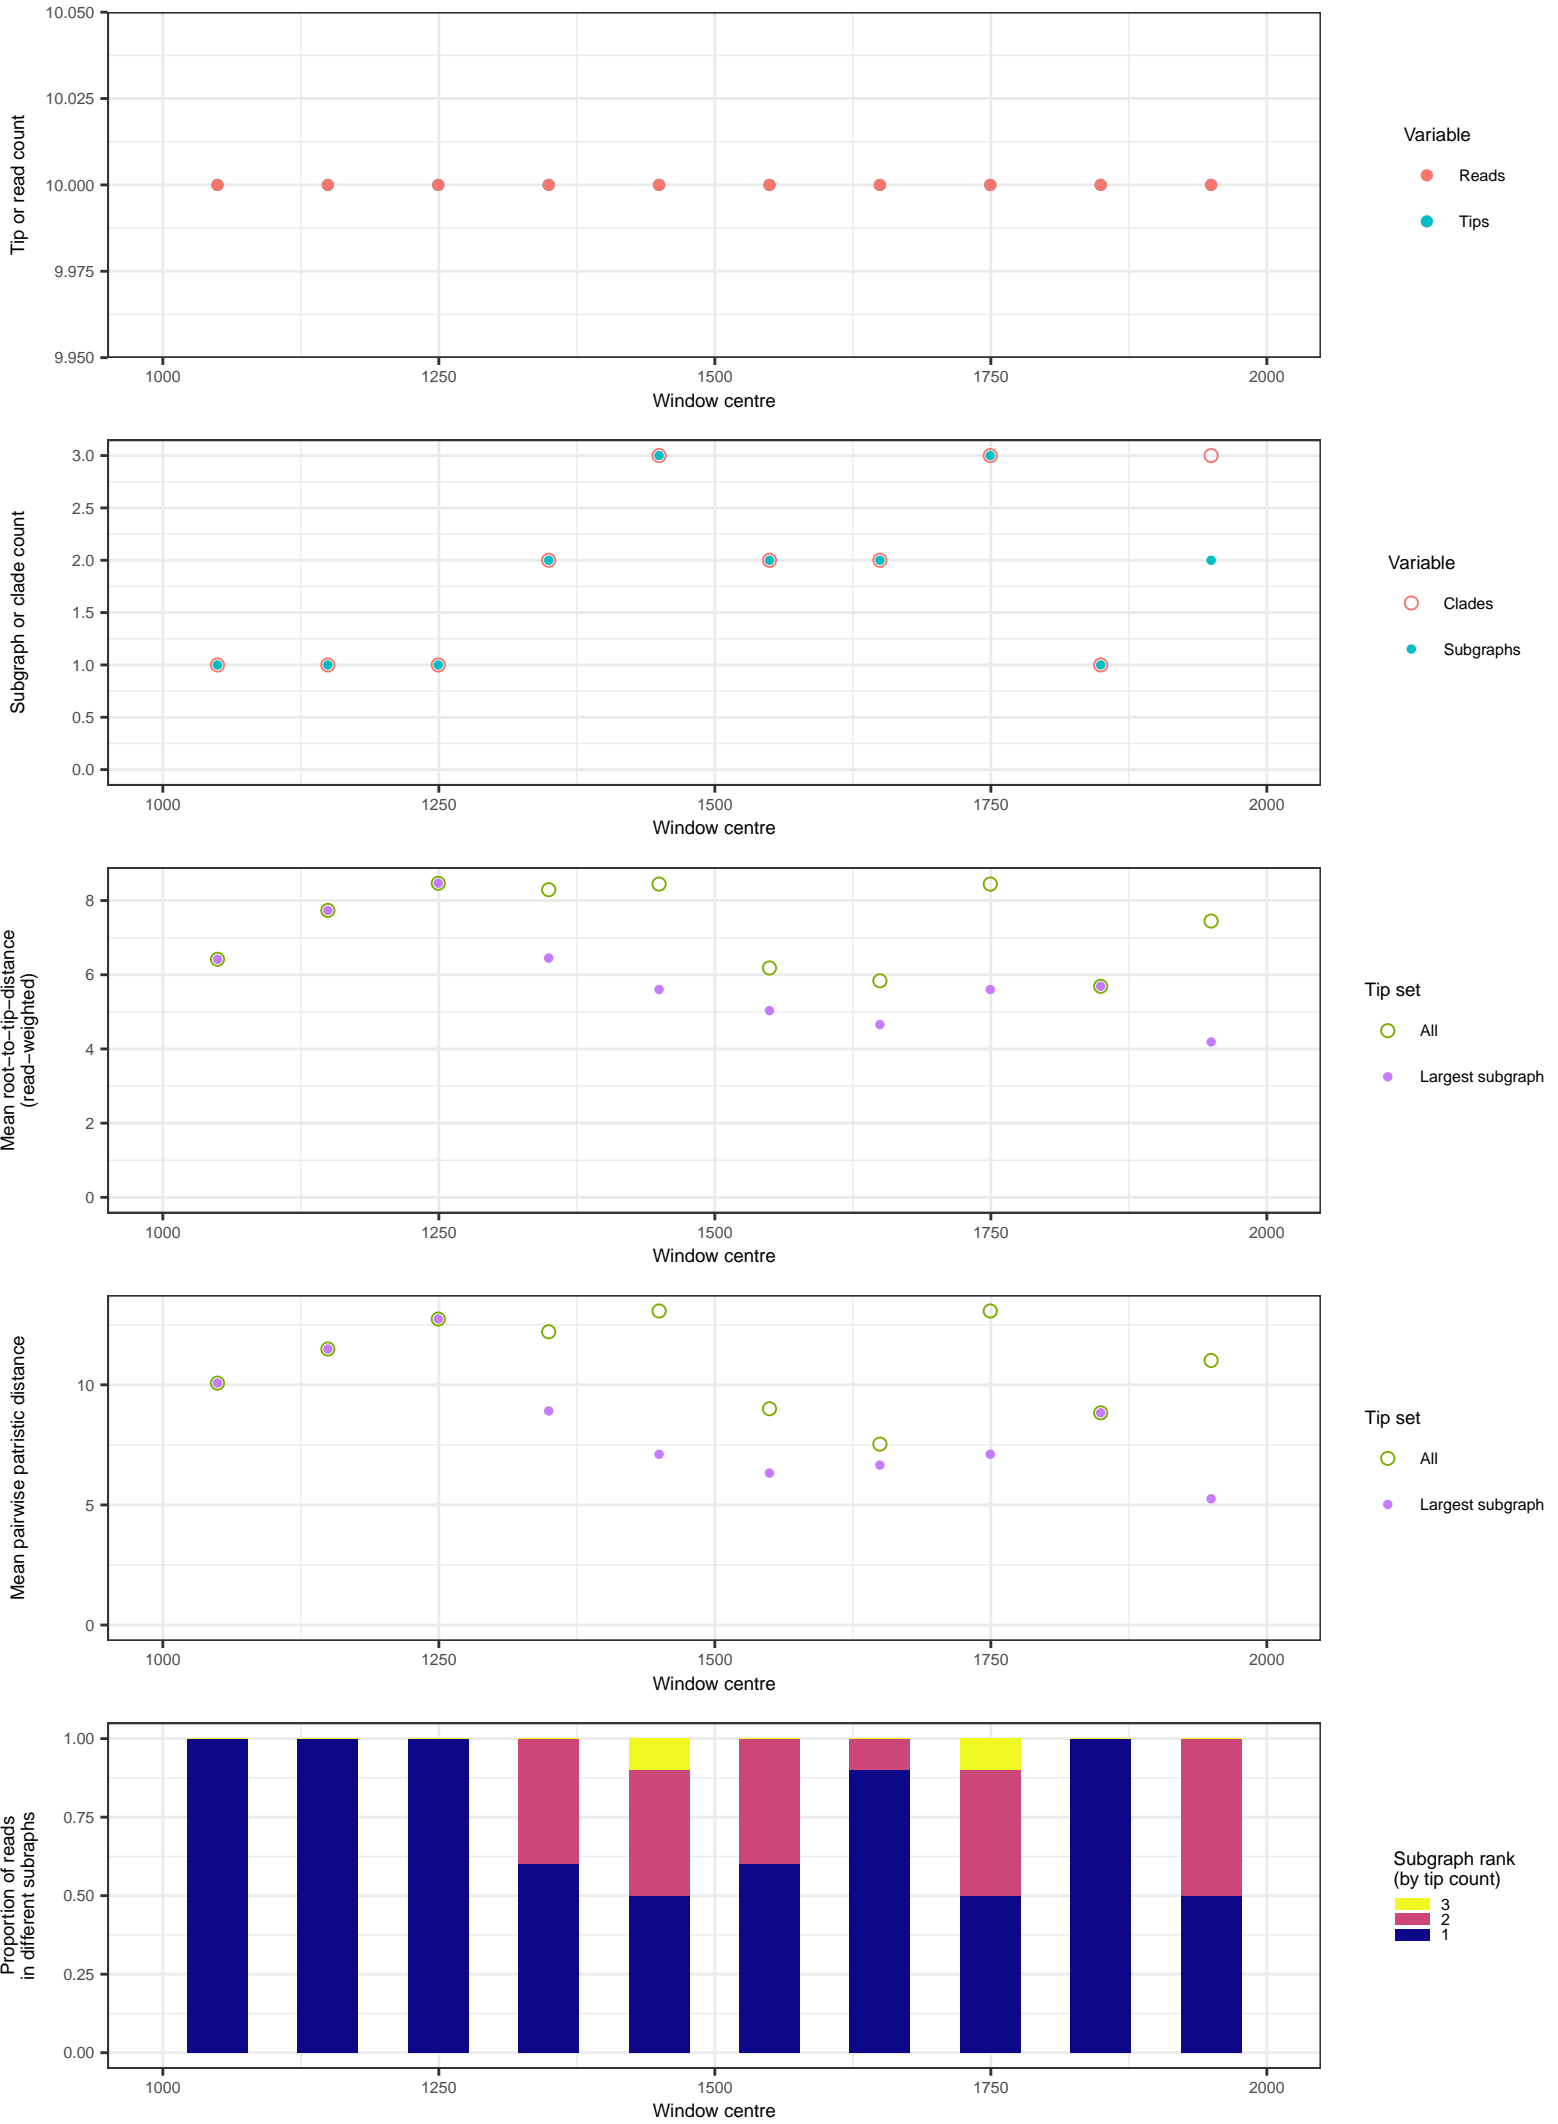 10.050
10.025
10.000
9.975
9.950
Tip or read count
1000 1250 1500 1750 2000
Window centre
Variable
Reads
Tips
3.0
2.5
2.0
1.5
1.0
0.5
0.0
Subgraph or clade count
1000 1250 1500 1750 2000
Window centre
Variable
Clades
Subgraphs
8
6
4
2
0
Mean root−to−tip−distance
(read−weighted)
1000 1250 1500 1750 2000
Window centre
Tip set
All
Largest subgraph
10
5
0
Mean pairwise patristic distance
1000 1250 1500 1750 2000
Window centre
Tip set
All
Largest subgraph
1.00
0.75
0.50
0.25
0.00
Proportion of reads
in different subraphs
1000 1250 1500 1750 2000
Window centre
Subgraph rank
(by tip count)
3
2
1